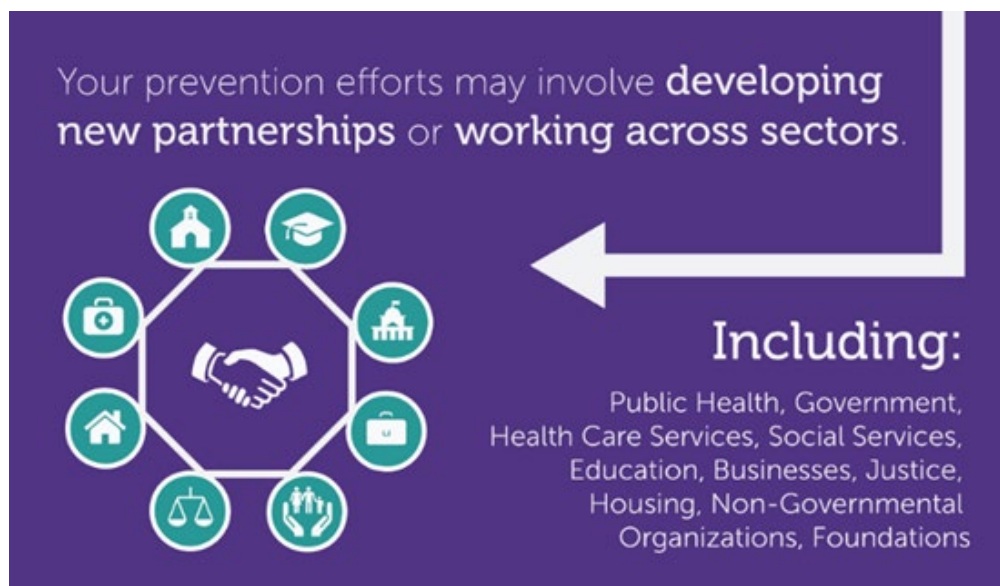 Your prevention efforts may involve developing
new partnerships or working across sectors.
Including:
Public Health, Government,
Health Care Services, Social Services,
Education, Businesses, Justice,
Housing, Non-Governmental
Organizations, Foundations